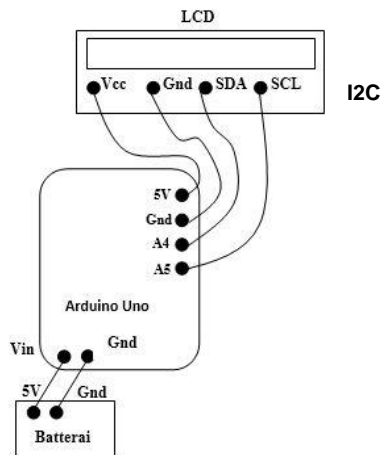 LCD
Vcc Gnd SDA SCL
I2C
5V
Gnd
A4
A5
Arduino Uno
Vin Gnd
5V Gnd
Batterai